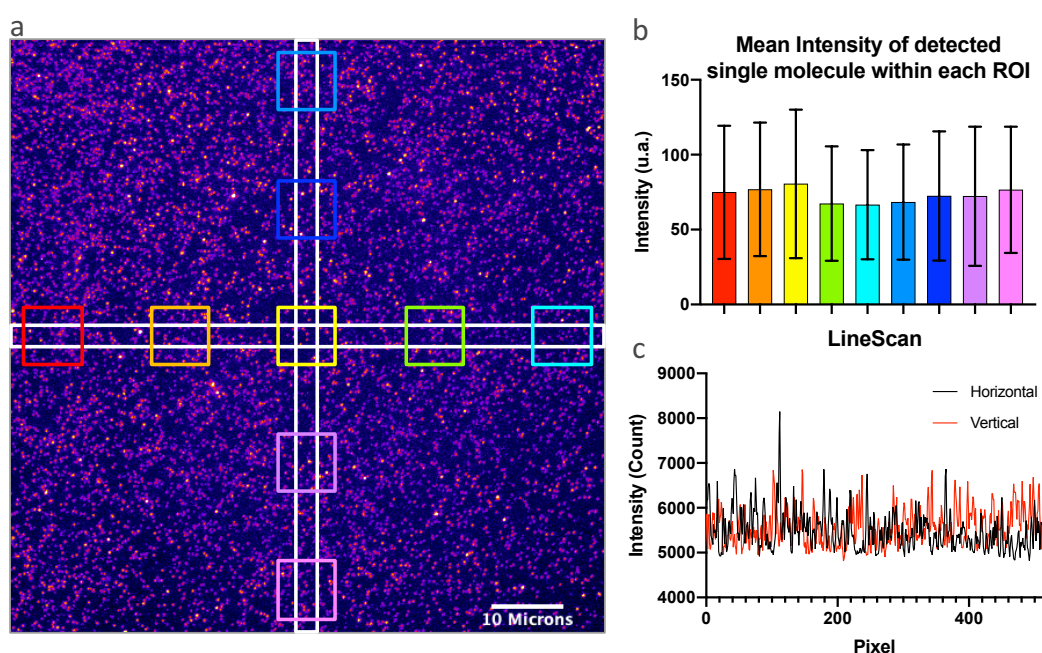 a
10 Microns
b
Mean Intensity of detected
single molecule within each ROI
Intensity (u.a.)
150
100
50
0
c
LineScan
Intensity (Count)
9000
8000
7000
6000
5000
4000
Horizontal
Vertical
0
200
400
Pixel